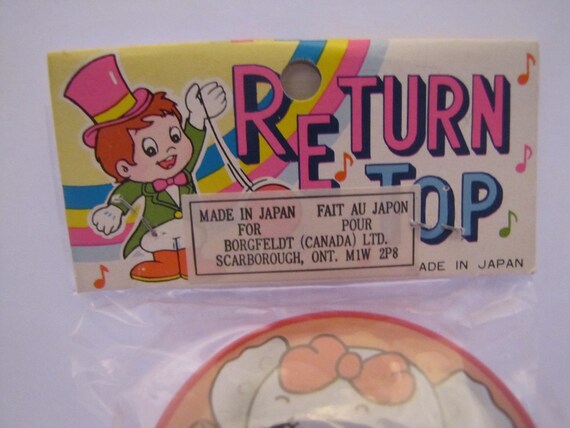 RETURN
TOP
MADE IN JAPAN FAIT AU JAPON
FOR POUR
BORGFELDT (CANADA) LTD.
SCARBOROUGH, ONT. M1W 2P8
ADE IN JAPAN